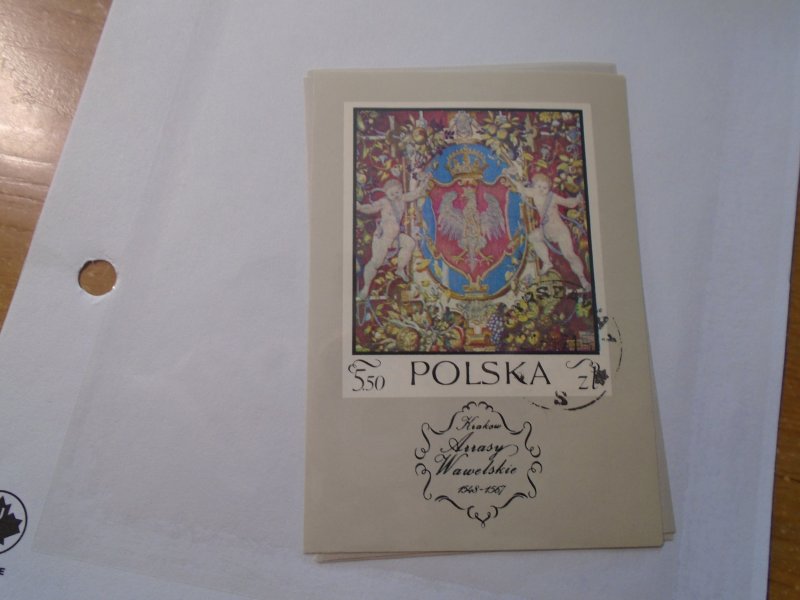 5.50 POLSKA zł
Kraków
Arrasy
Wawelskie
1548-1567